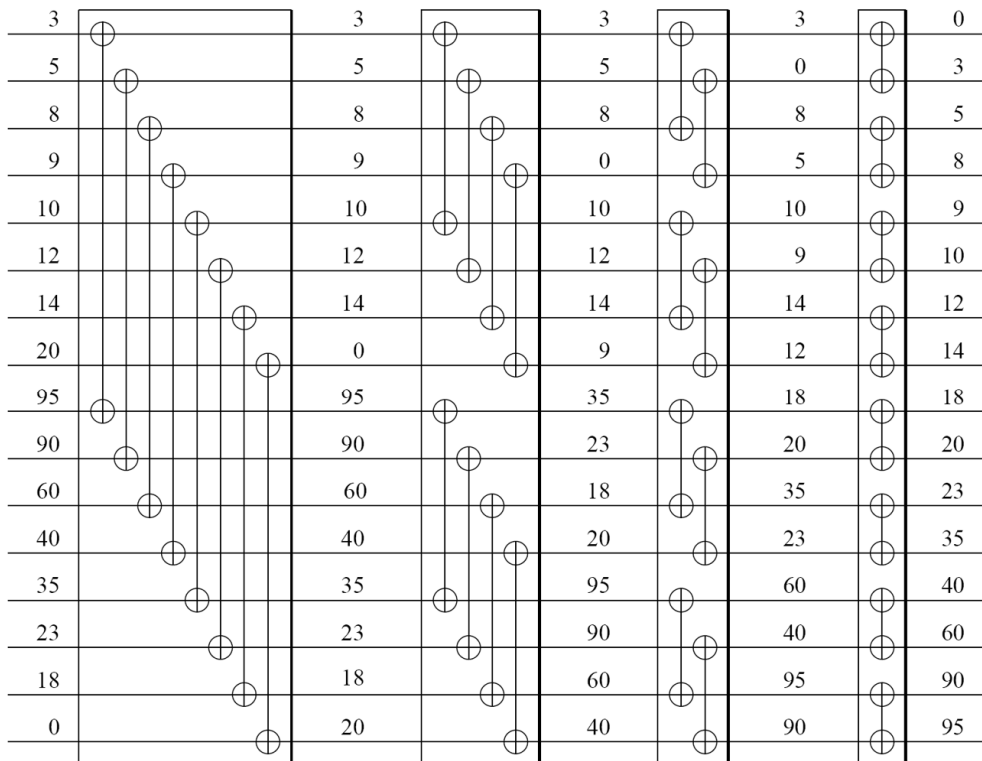 3 3 3 3 0
5 5 5 0 3
8 8 8 8 5
9 9 0 5 8
10 10 10 10 9
12 12 12 9 10
14 14 14 14 12
20 0 9 12 14
95 95 35 18 18
90 90 23 20 20
60 60 18 35 23
40 40 20 23 35
35 35 95 60 40
23 23 90 40 60
18 18 60 95 90
0 20 40 90 95